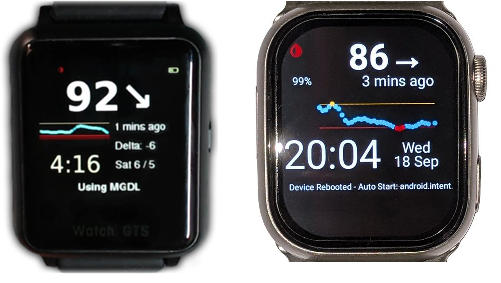 92↘
1 mins ago
Delta: -6
4:16 Sat 6 / 5
Using MGDL
Watch GTS
86→
99% 3 mins ago
20:04 Wed
18 Sep
Device Rebooted - Auto Start: android.intent.